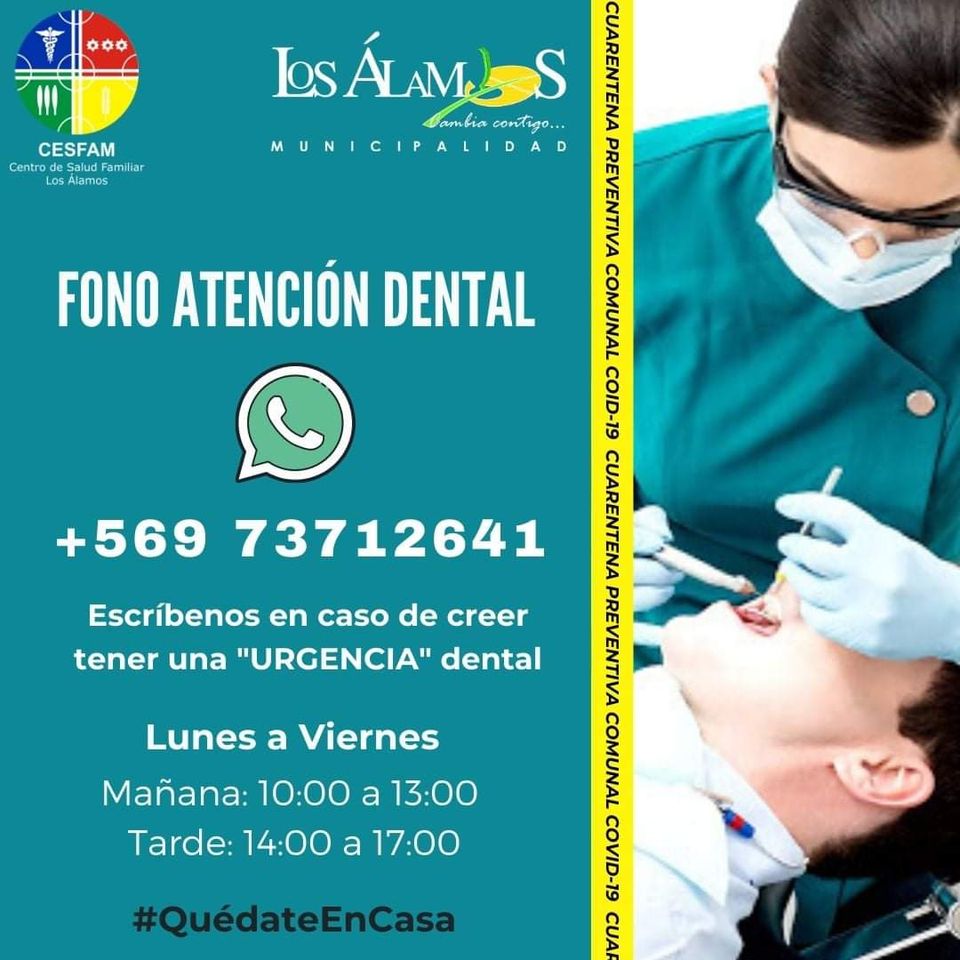 CESFAM
Centro de Salud Familiar
Los Álamos
LOS ÁLAMOS
Cambia contigo...
MUNICIPALIDAD
FONO ATENCIÓN DENTAL
+569 73712641
Escríbenos en caso de creer
tener una "URGENCIA" dental
Lunes a Viernes
Mañana: 10:00 a 13:00
Tarde: 14:00 a 17:00
#QuédateEnCasa
CUARENTENA PREVENTIVA COMUNAL COID-19 CUARENTENA PREVENTIVA COMUNAL COVID-19 CUAR